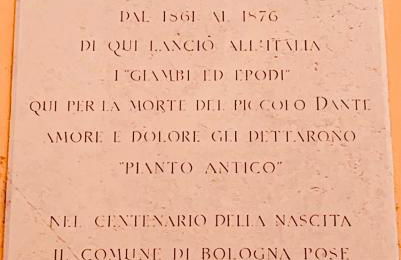 DAL 1861 AL 1876
DI QUI LANCIÒ ALL'ITALIA
I "GIAMBI ED EPODI"
QUI PER LA MORTE DEL PICCOLO DANTE
AMORE E DOLORE GLI DETTARONO
"PIANTO ANTICO"
NEL CENTENARIO DELLA NASCITA
IL COMUNE DI BOLOGNA POSE